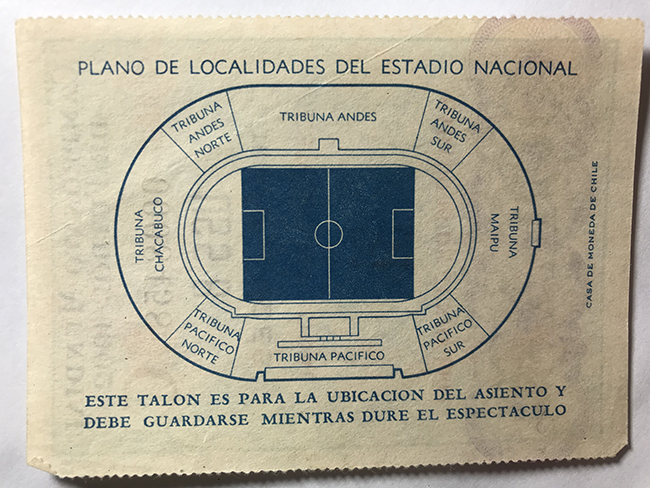 PLANO DE LOCALIDADES DEL ESTADIO NACIONAL
TRIBUNA
ANDES
NORTE
TRIBUNA ANDES
TRIBUNA
ANDES
SUR
TRIBUNA
CHACABUCO
TRIBUNA
MAIPU
CASA DE MONEDA DE CHILE
TRIBUNA
PACIFICO
NORTE
TRIBUNA PACIFICO
TRIBUNA
PACIFICO
SUR
ESTE TALON ES PARA LA UBICACION DEL ASIENTO Y
DEBE GUARDARSE MIENTRAS DURE EL ESPECTACULO